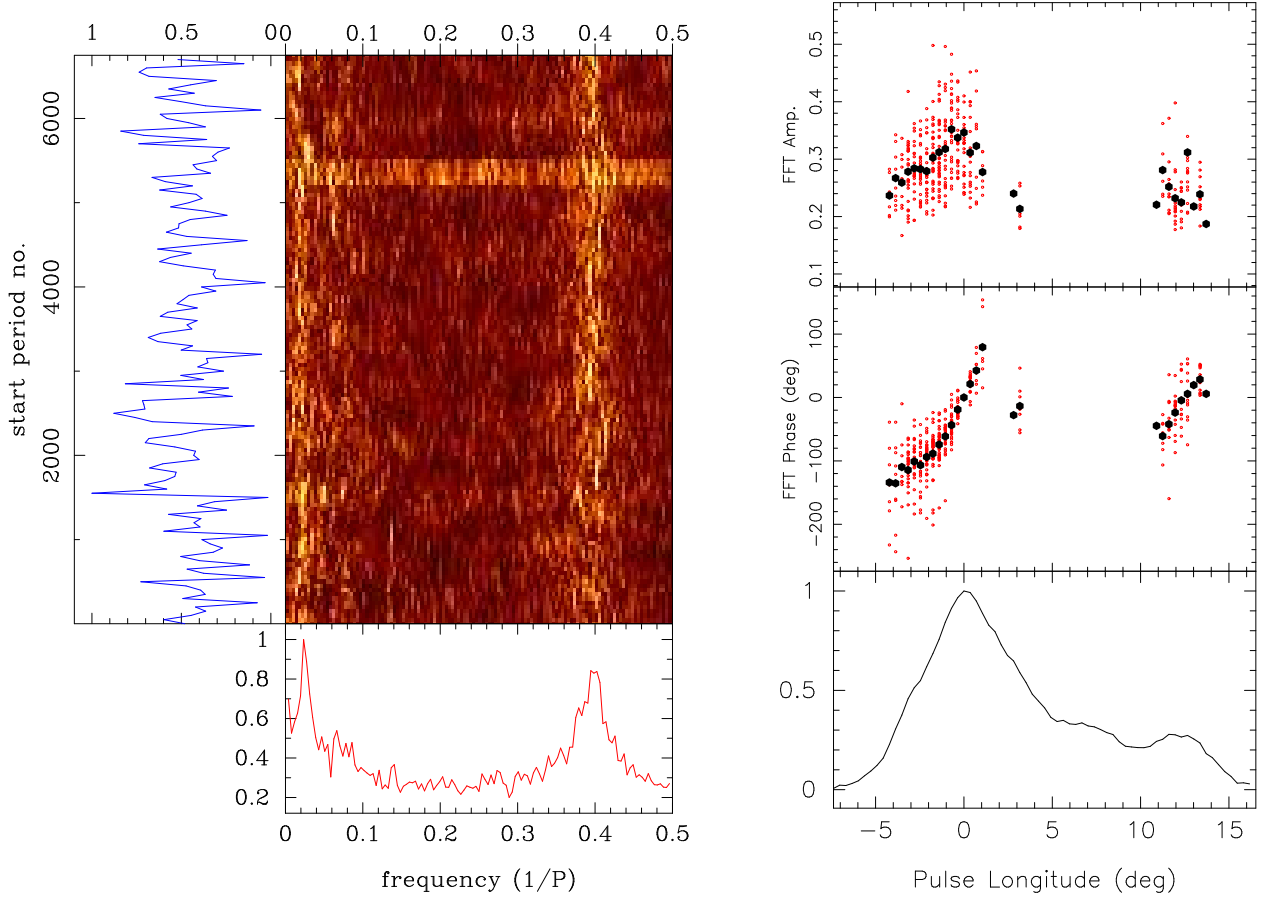 1 0.5 0
0 0.1 0.2 0.3 0.4 0.5
start period no.
6000
4000
2000
1
0.8
0.6
0.4
0.2
0 0.1 0.2 0.3 0.4 0.5
frequency (1/P)
FFT Amp.
0.5
0.4
0.3
0.2
0.1
FFT Phase (deg)
100
0
−100
−200
1
0.5
0
−5 0 5 10 15
Pulse Longitude (deg)